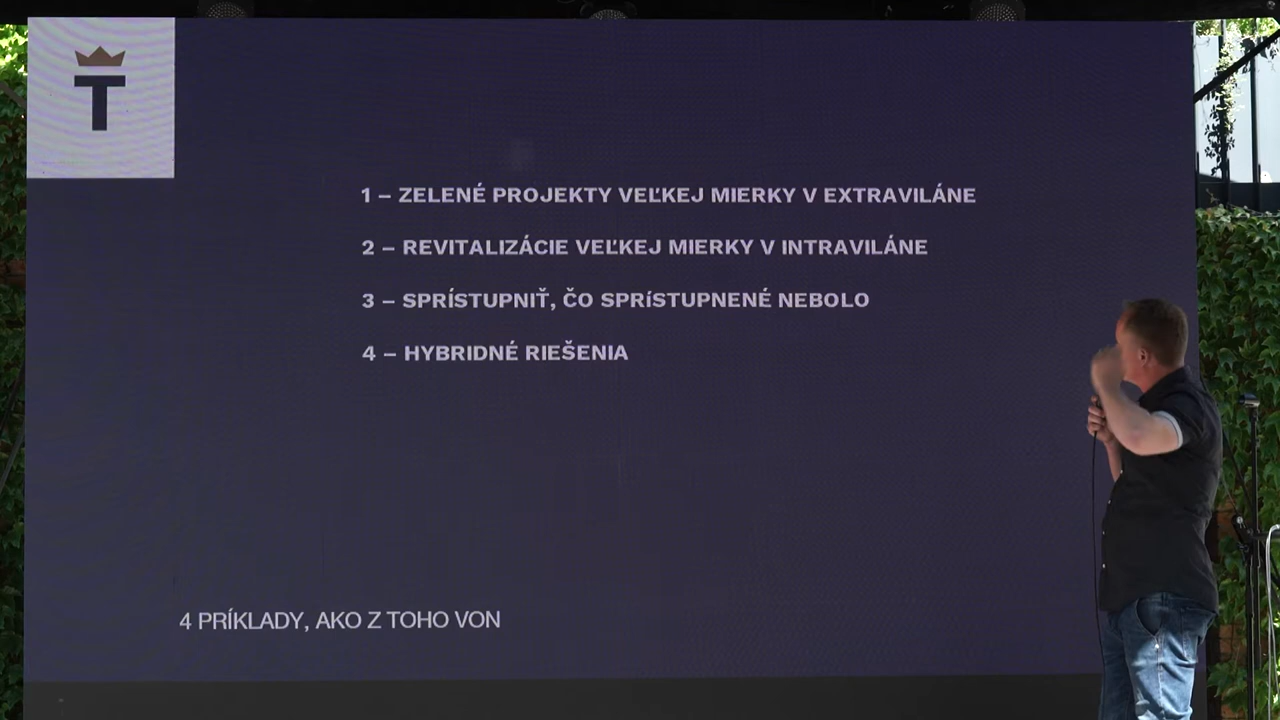 T
1 – ZELENÉ PROJEKTY VEĽKEJ MIERKY V EXTRAVILÁNE
2 – REVITALIZÁCIE VEĽKEJ MIERKY V INTRAVILÁNE
3 – SPRÍSTUPNIŤ, ČO SPRíSTUPNENÉ NEBOLO
4 – HYBRIDNÉ RIEŠENIA
4 PRÍKLADY, AKO Z TOHO VON